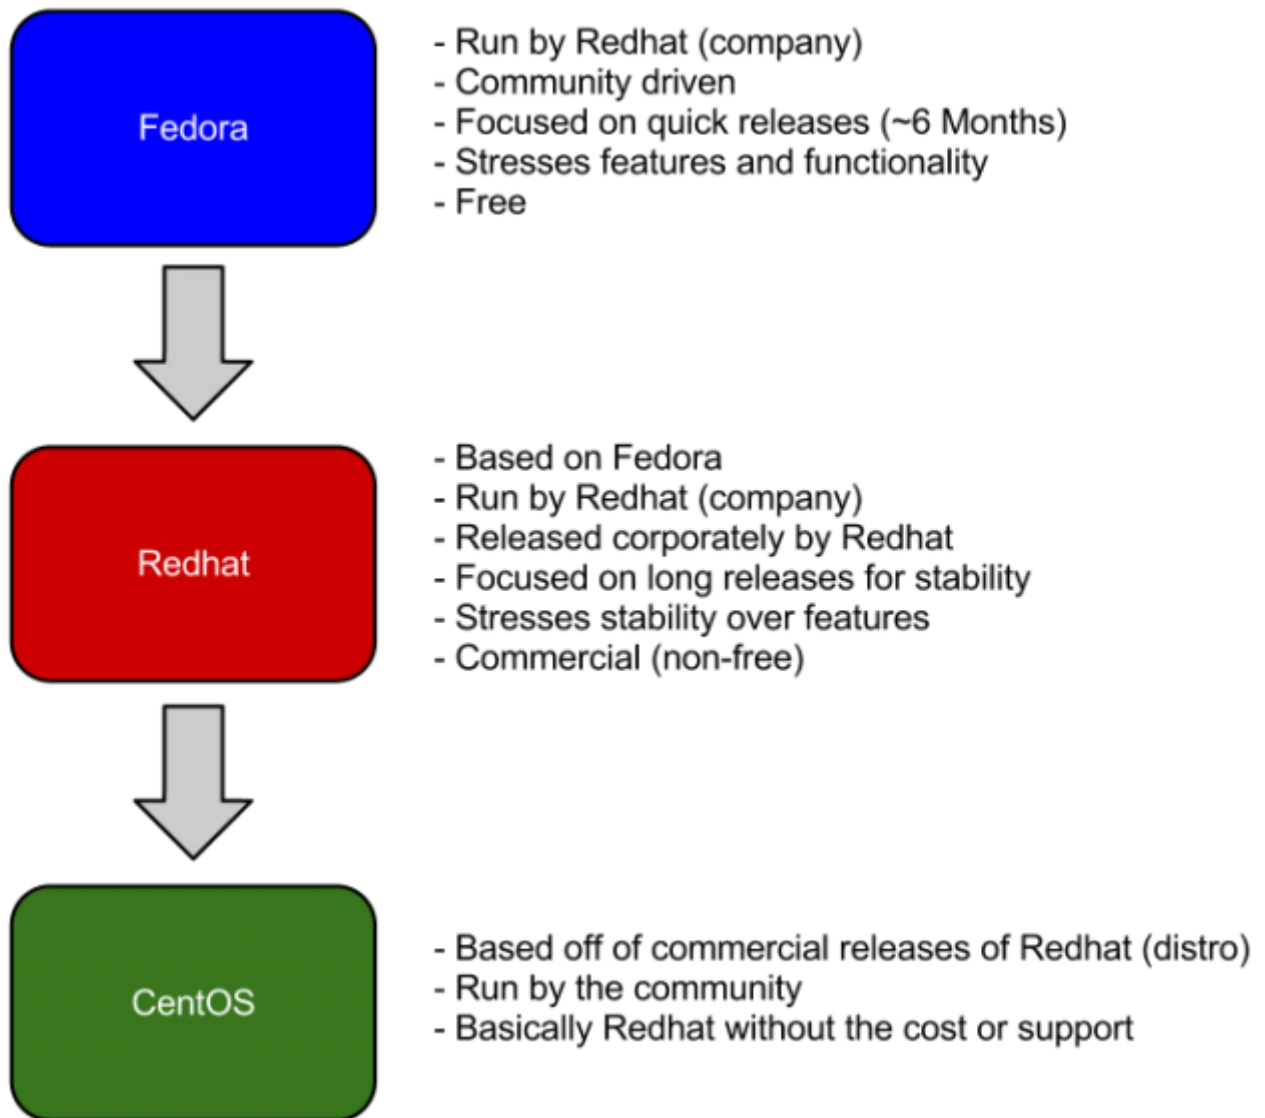 Fedora
- Run by Redhat (company)
- Community driven
- Focused on quick releases (~6 Months)
- Stresses features and functionality
- Free
Redhat
- Based on Fedora
- Run by Redhat (company)
- Released corporately by Redhat
- Focused on long releases for stability
- Stresses stability over features
- Commercial (non-free)
CentOS
- Based off of commercial releases of Redhat (distro)
- Run by the community
- Basically Redhat without the cost or support